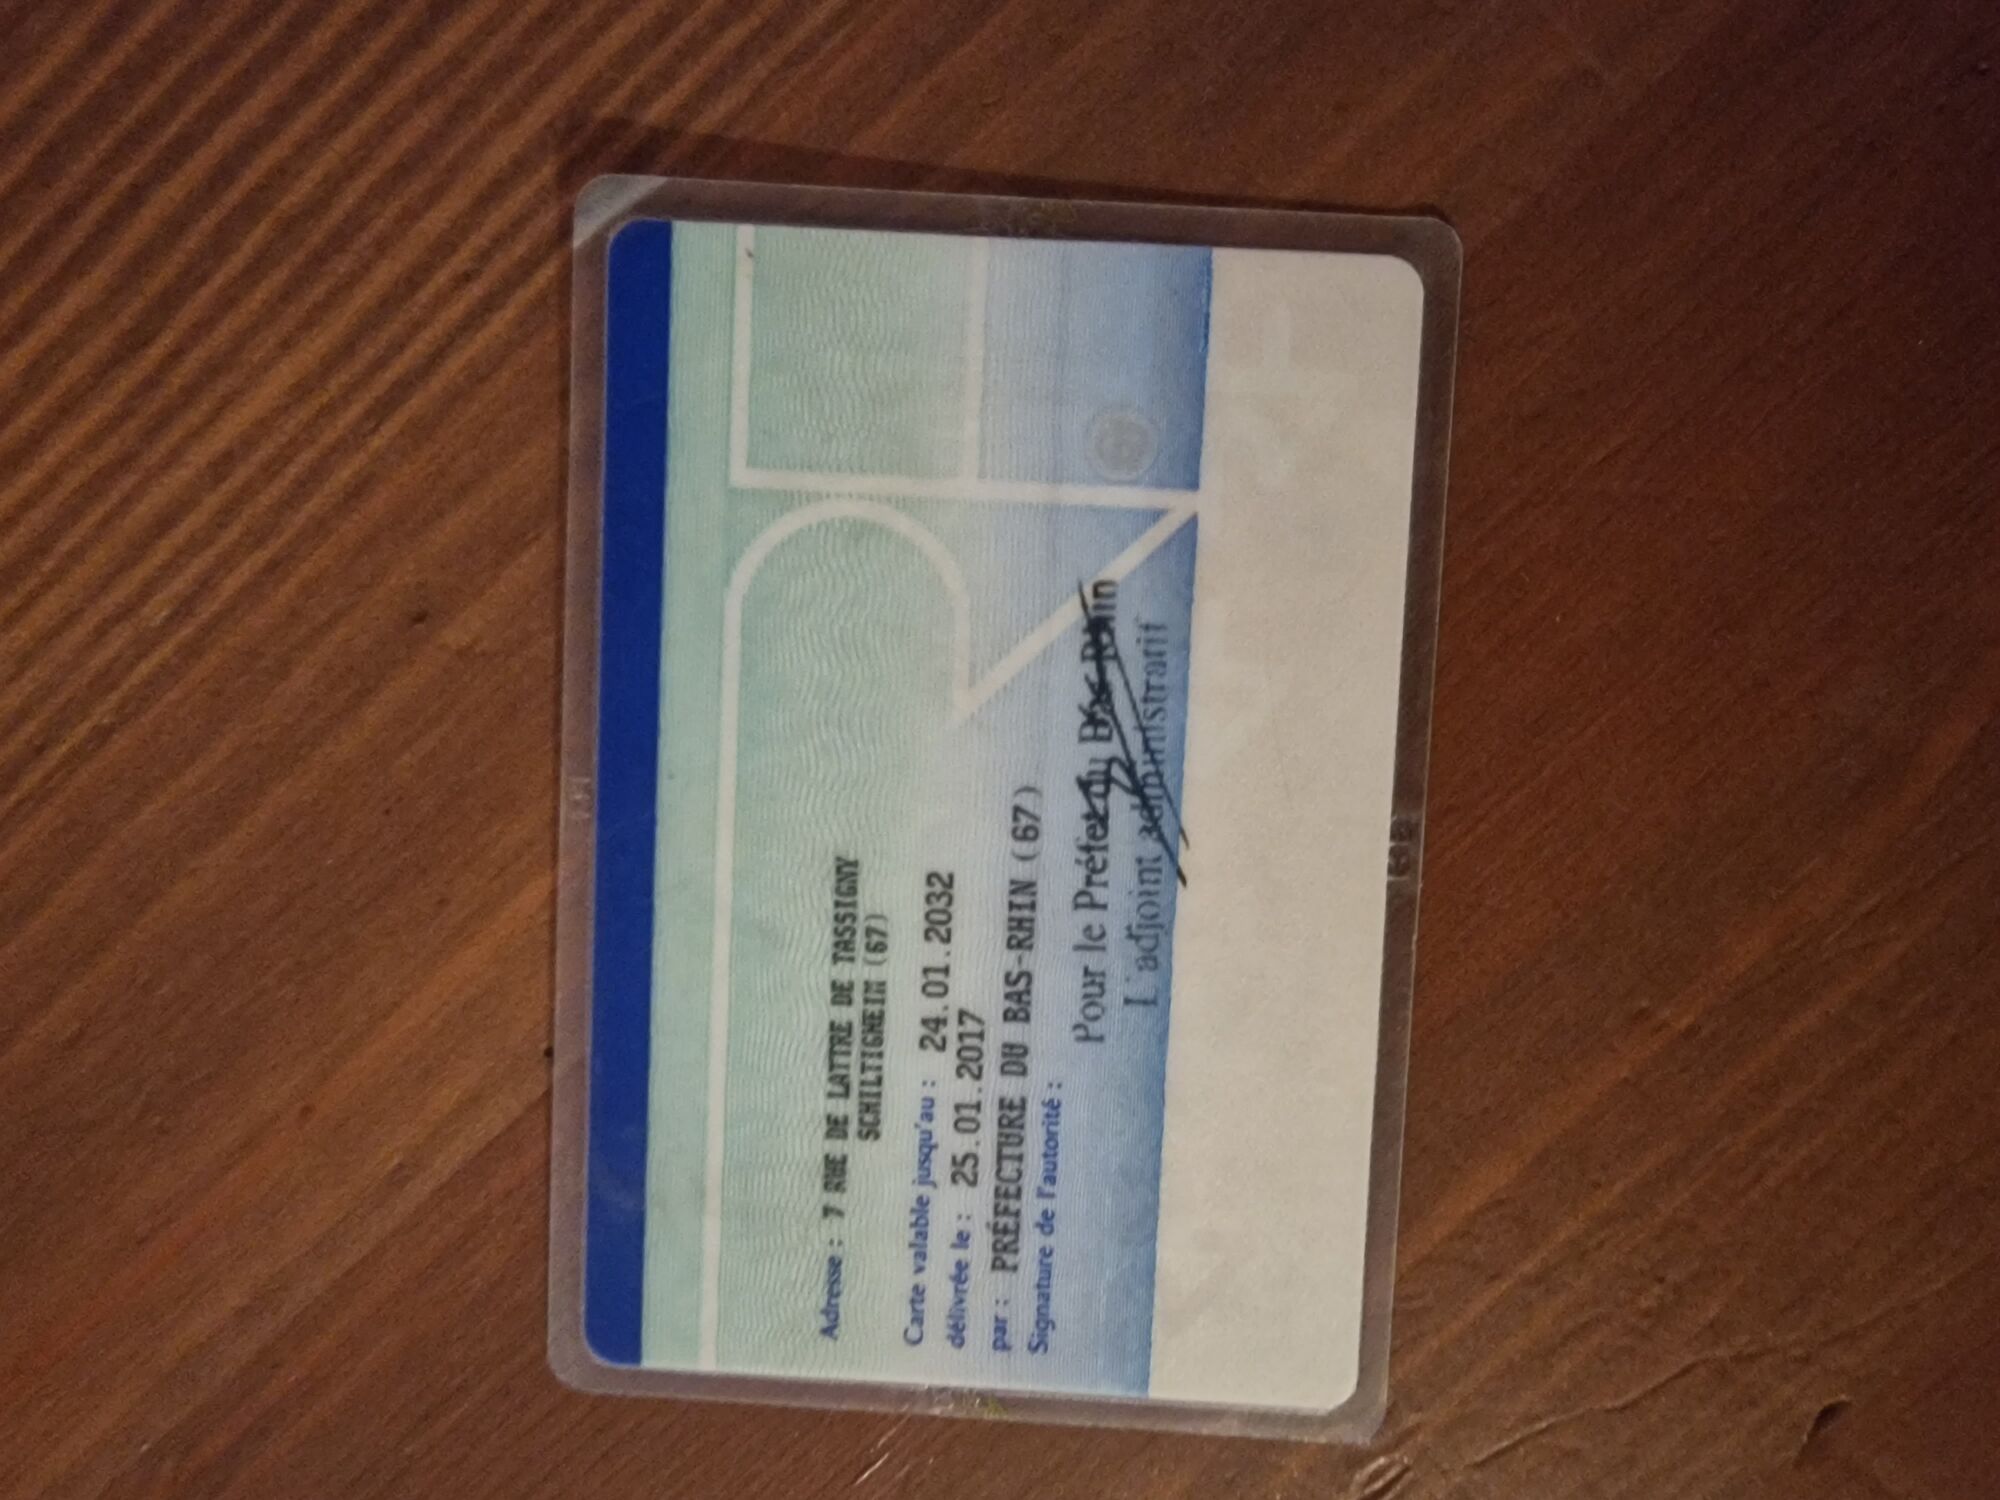 Adresse : 7 RUE DE LATTRE DE TASSIGNY
SCHILTIGHEIM (67)
Carte valable jusqu'au : 24.01.2032
délivrée le : 25.01.2017
par : PRÉFECTURE DU BAS-RHIN (67)
Signature de l'autorité :
Pour le Préfet du Bas-Rhin
L'adjoint administratif